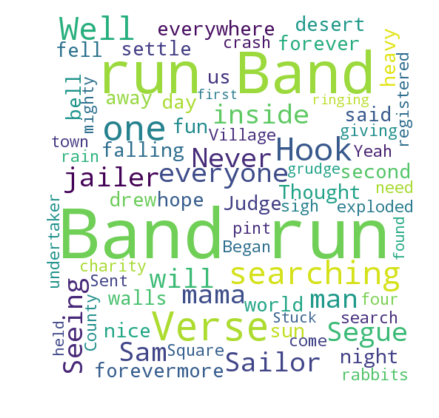 Well everywhere desert
fell settle crash forever
run Band heavy
bell mighty away day us first ringing registered
one fun inside said giving
town falling Never Village Hook Yeah
rain jailer everyone grudge second
drew hope Judge Thought need
undertaker sigh exploded
pint
Band run found
Began
charity will searching
Seeing Sent walls mama world man four
County nice Verse sun search Segue
held Sam Square Sailor Stuck come night
forevermore rabbits